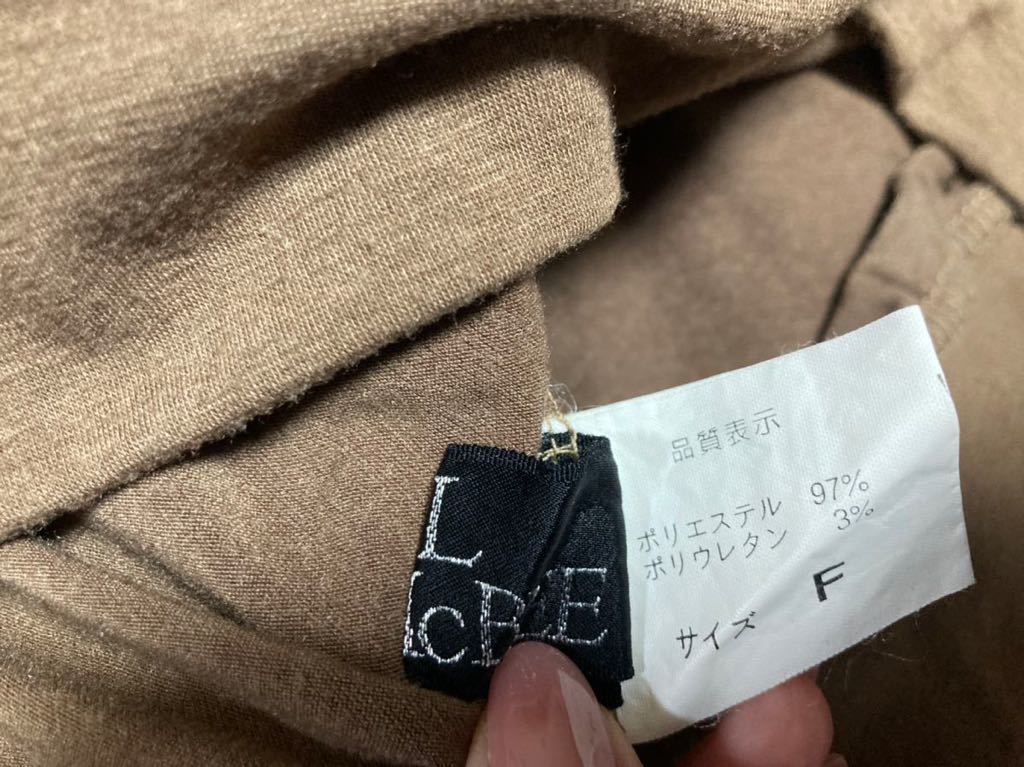 L
品質表示
ポリエステル 97%
ポリウレタン 3%
サイズ F